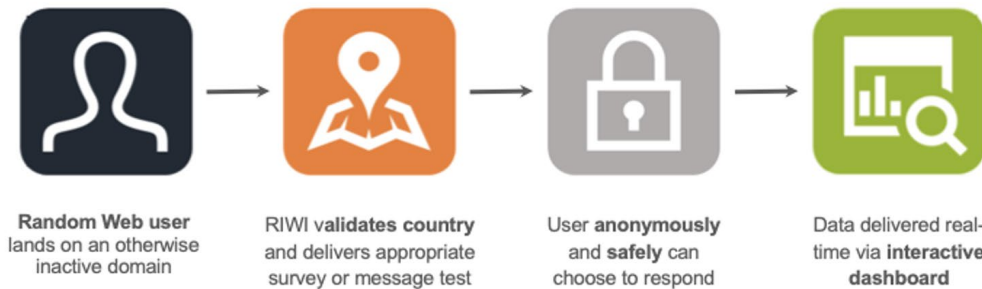 Random Web user
lands on an otherwise
inactive domain
RIWI validates country
and delivers appropriate
survey or message test
User anonymously
and safely can
choose to respond
Data delivered real-
time via interactive
dashboard